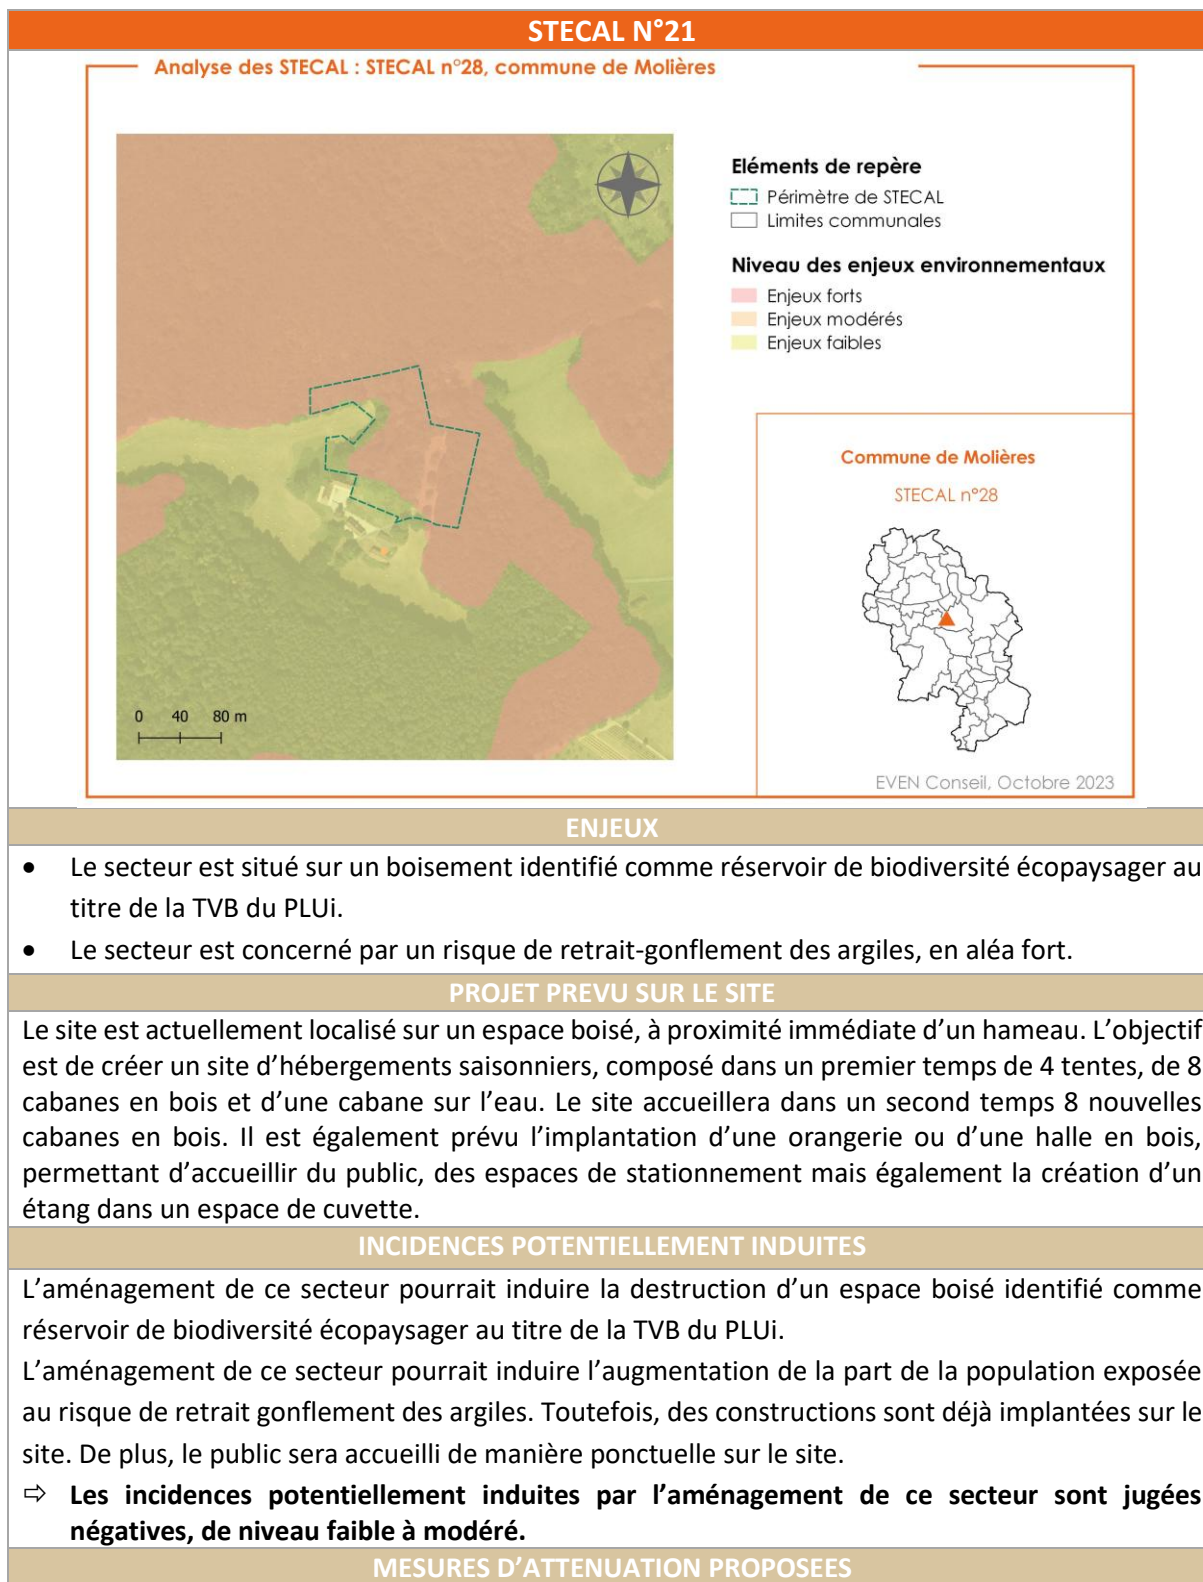 STECAL N°21
Analyse des STECAL : STECAL n°28, commune de Molières
Eléments de repère
Périmètre de STECAL
Limites communales
Niveau des enjeux environnementaux
Enjeux forts
Enjeux modérés
Enjeux faibles
0 40 80 m
Commune de Molières
STECAL n°28
EVEN Conseil, Octobre 2023
ENJEUX
• Le secteur est situé sur un boisement identifié comme réservoir de biodiversité écopaysager au
titre de la TVB du PLUi.
• Le secteur est concerné par un risque de retrait-gonflement des argiles, en aléa fort.
PROJET PREVU SUR LE SITE
Le site est actuellement localisé sur un espace boisé, à proximité immédiate d’un hameau. L’objectif
est de créer un site d’hébergements saisonniers, composé dans un premier temps de 4 tentes, de 8
cabanes en bois et d’une cabane sur l’eau. Le site accueillera dans un second temps 8 nouvelles
cabanes en bois. Il est également prévu l’implantation d’une orangerie ou d’une halle en bois,
permettant d’accueillir du public, des espaces de stationnement mais également la création d’un
étang dans un espace de cuvette.
INCIDENCES POTENTIELLEMENT INDUITES
L’aménagement de ce secteur pourrait induire la destruction d’un espace boisé identifié comme
réservoir de biodiversité écopaysager au titre de la TVB du PLUi.
L’aménagement de ce secteur pourrait induire l’augmentation de la part de la population exposée
au risque de retrait gonflement des argiles. Toutefois, des constructions sont déjà implantées sur le
site. De plus, le public sera accueilli de manière ponctuelle sur le site.
⇨ Les incidences potentiellement induites par l’aménagement de ce secteur sont jugées
négatives, de niveau faible à modéré.
MESURES D’ATTENUATION PROPOSEES